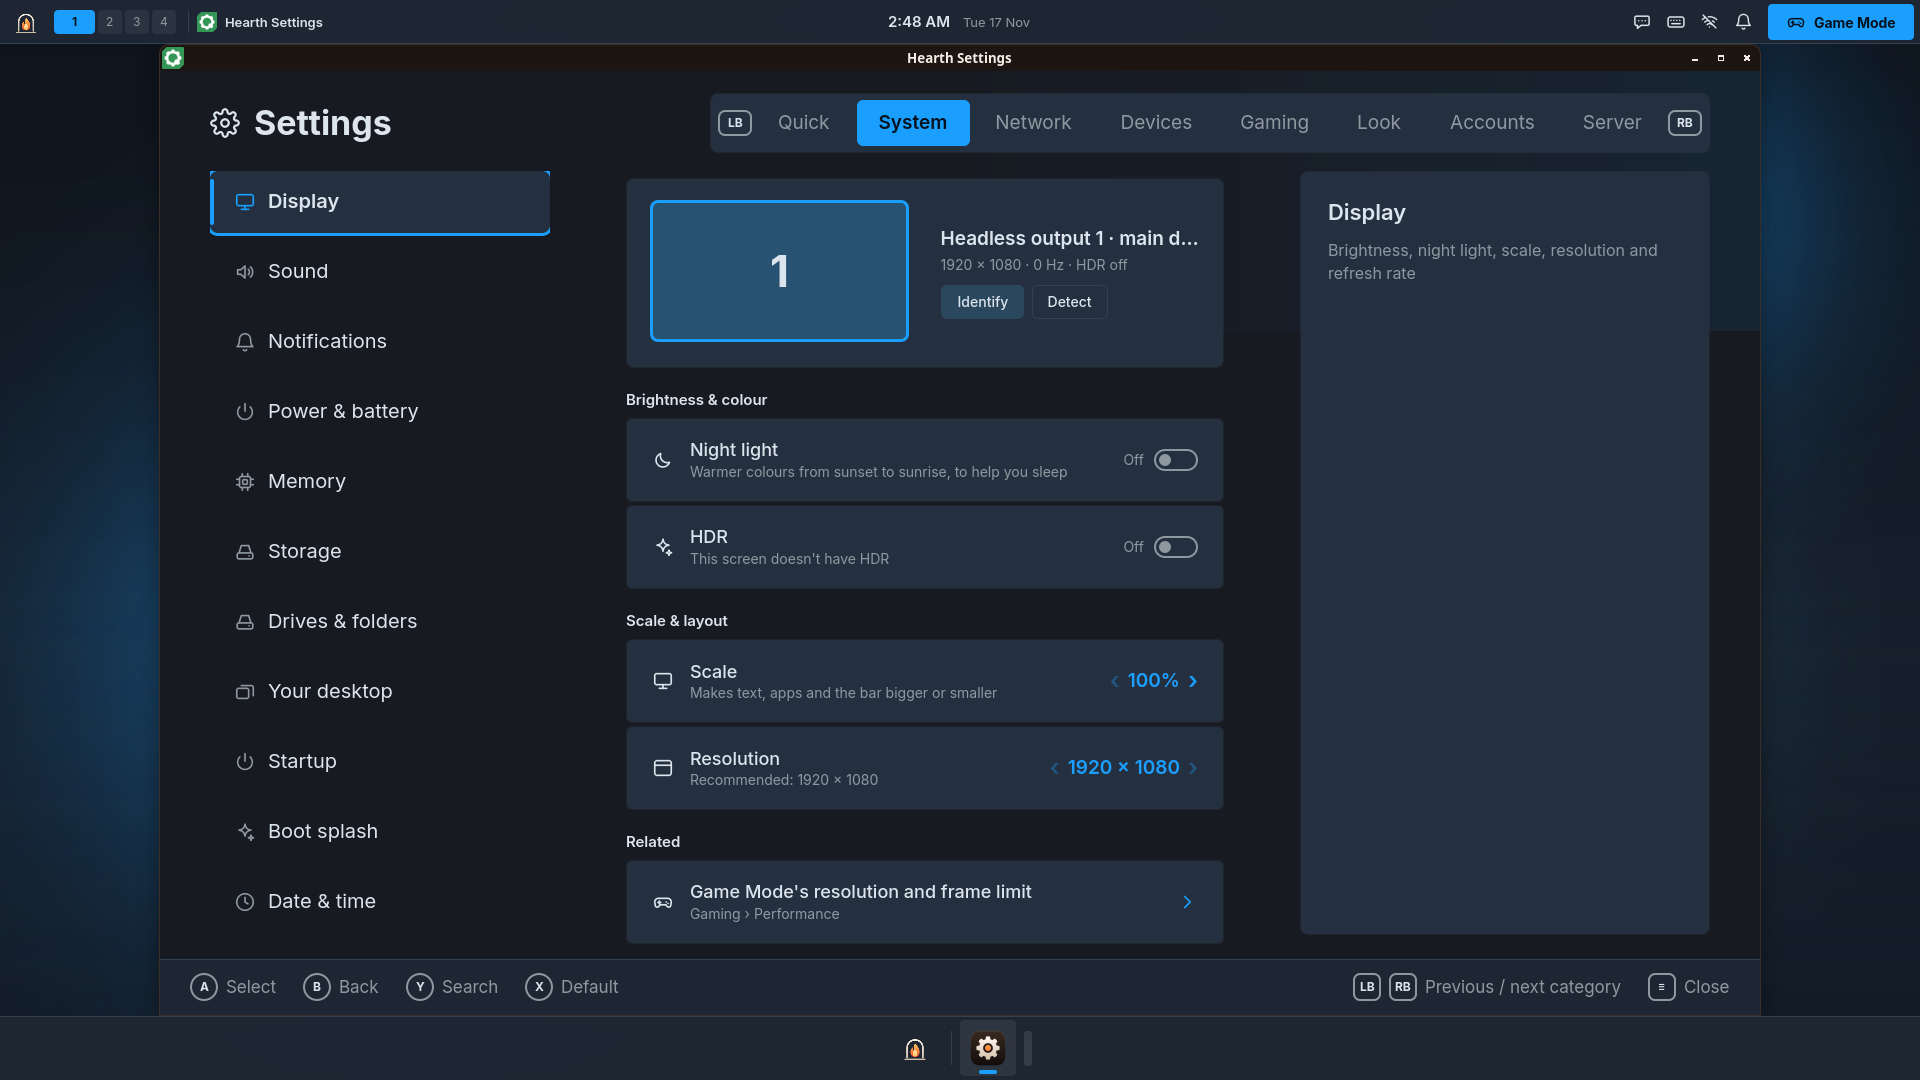 1
2
3
4
Hearth Settings
2:48 AM
Tue 17 Nov
Game Mode
Hearth Settings
Settings
LB
Quick
System
Network
Devices
Gaming
Look
Accounts
Server
RB
Display
Sound
Notifications
Power & battery
Memory
Storage
Drives & folders
Your desktop
Startup
Boot splash
Date & time
1
Headless output 1 · main d...
1920 × 1080 · 0 Hz · HDR off
Identify
Detect
Brightness & colour
Night light
Warmer colours from sunset to sunrise, to help you sleep
Off
HDR
This screen doesn't have HDR
Off
Scale & layout
Scale
Makes text, apps and the bar bigger or smaller
‹ 100% ›
Resolution
Recommended: 1920 × 1080
‹ 1920 × 1080 ›
Related
Game Mode's resolution and frame limit
Gaming › Performance
Display
Brightness, night light, scale, resolution and
refresh rate
A Select
B Back
Y Search
X Default
LB RB Previous / next category
≡ Close